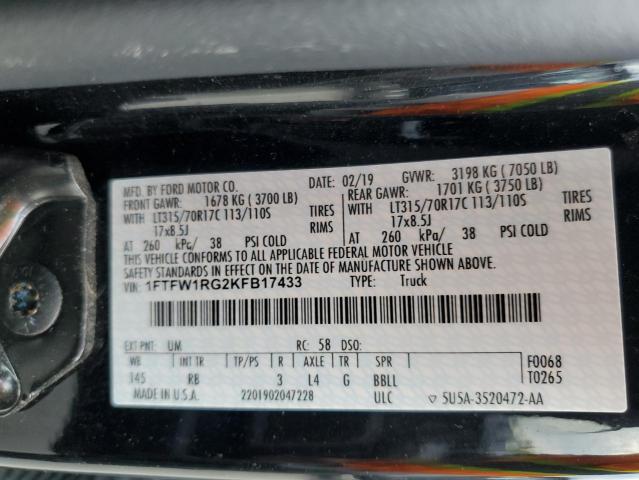 MFD. BY FORD MOTOR CO. DATE: 02/19 GVWR: 3198 KG ( 7050 LB)
FRONT GAWR: 1678 KG ( 3700 LB) REAR GAWR: 1701 KG ( 3750 LB)
WITH LT315/70R17C 113/110S TIRES WITH LT315/70R17C 113/110S TIRES
17x8.5J RIMS 17x8.5J RIMS
AT 260 kPa/ 38 PSI COLD AT 260 kPa/ 38 PSI COLD
THIS VEHICLE CONFORMS TO ALL APPLICABLE FEDERAL MOTOR VEHICLE
SAFETY AND THEFT PREVENTION STANDARDS IN EFFECT ON THE DATE OF MANUFACTURE SHOWN ABOVE.
VIN: 1FTFW1RG2KFB17433 TYPE: Truck
EXT PNT: UM RC: 58 DSO:
WB INT TR TP/PS R AXLE TR SPR F0068
145 RB 3 L4 G BBLL T0265
MADE IN U.S.A. 2201902047228 ULC ▽ 5U5A-3520472-AA